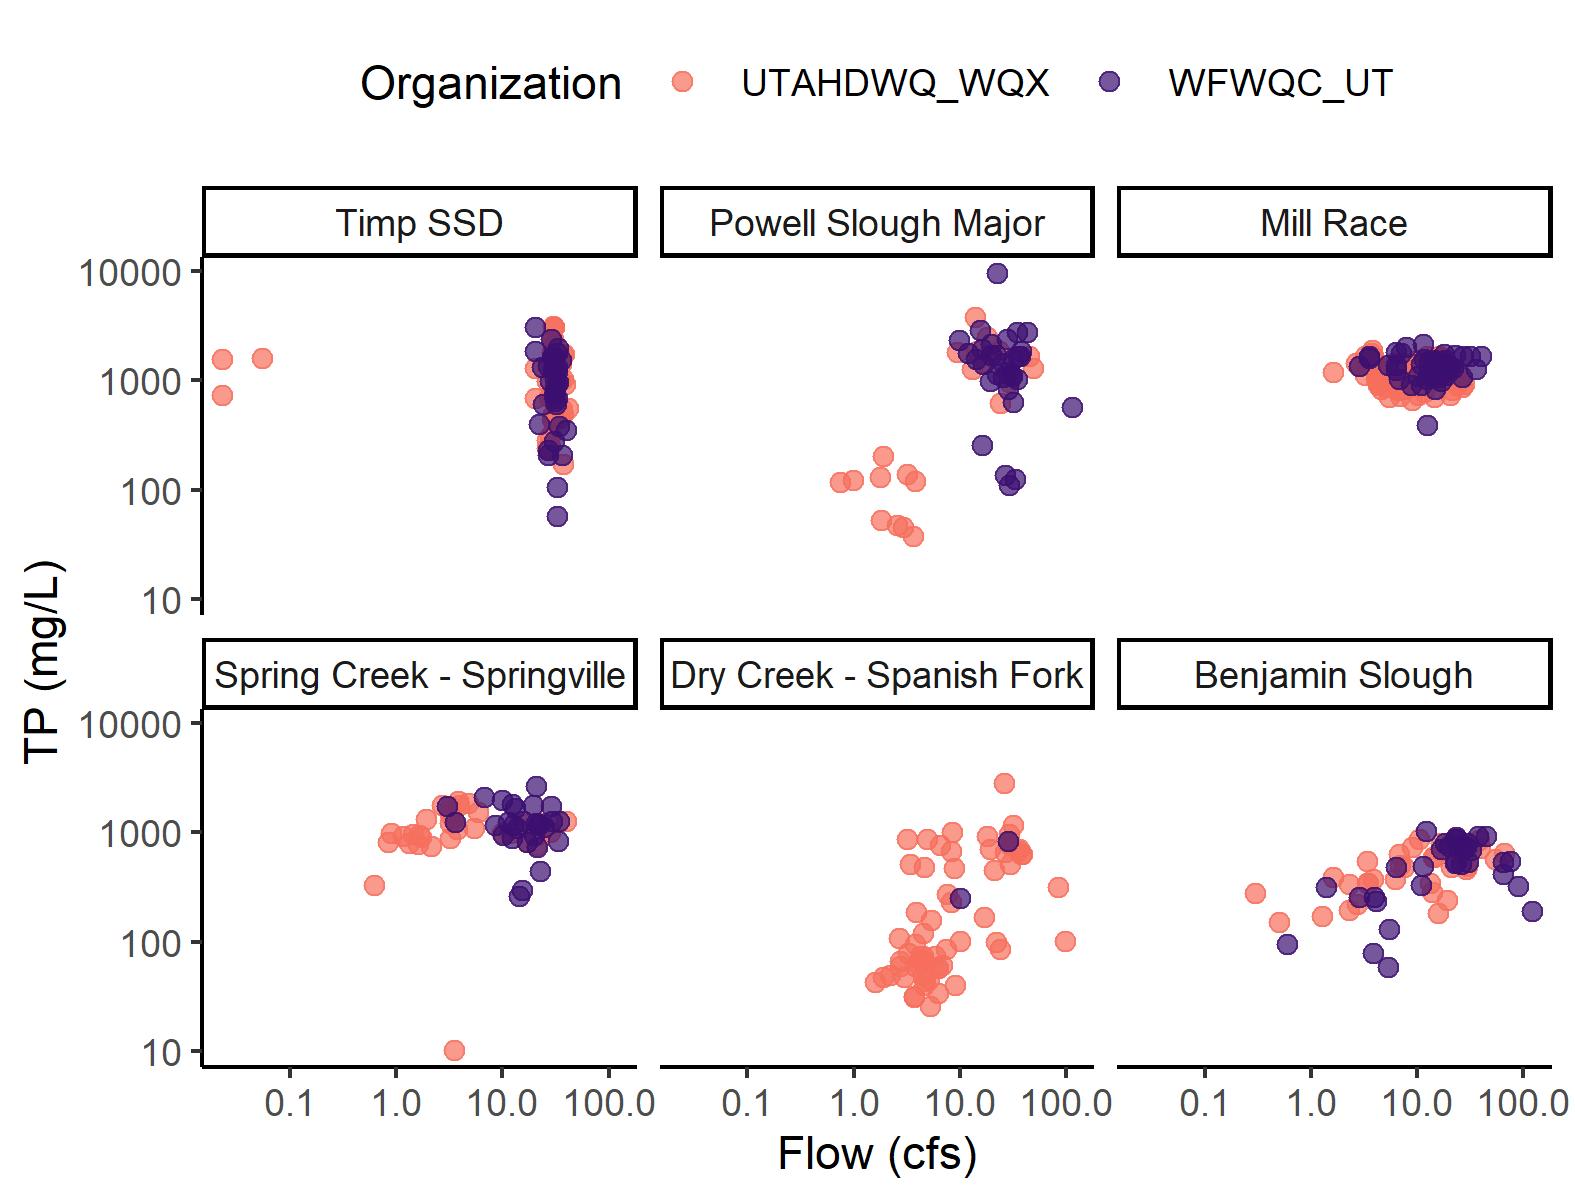 Organization UTAHDWQ_WQX WFWQC_UT
Timp SSD Powell Slough Major Mill Race
10000
1000
100
10
TP (mg/L)
Spring Creek - Springville Dry Creek - Spanish Fork Benjamin Slough
10000
1000
100
10
0.1 1.0 10.0 100.0 0.1 1.0 10.0 100.0 0.1 1.0 10.0 100.0
Flow (cfs)